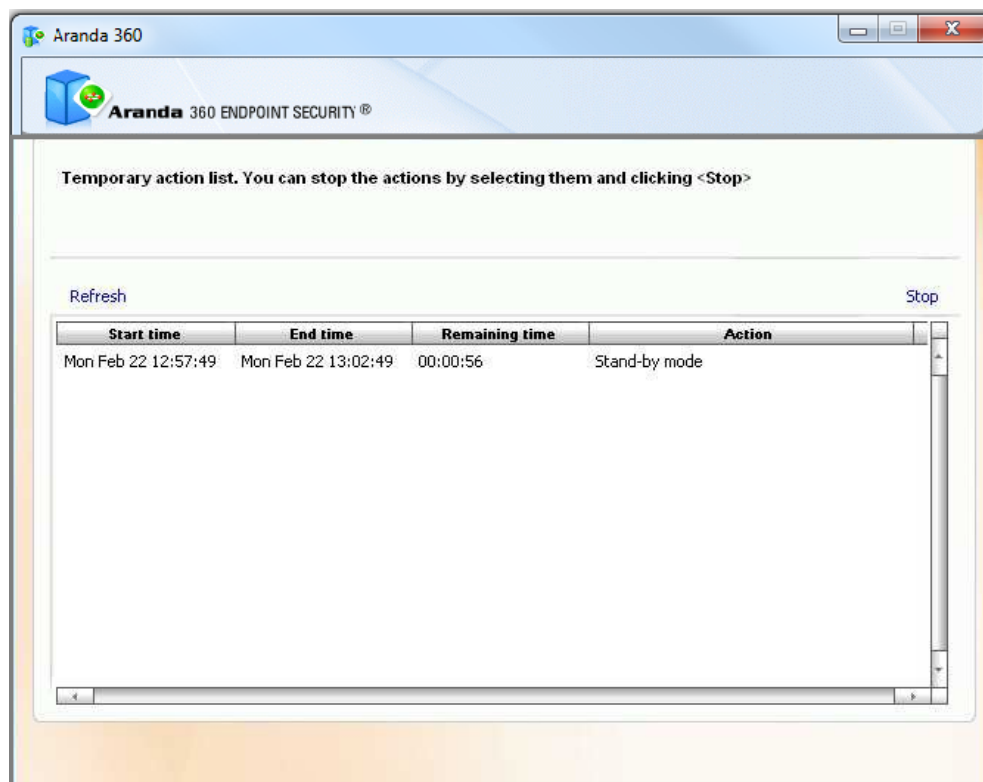 Aranda 360
Aranda 360 ENDPOINT SECURITY ®
Temporary action list. You can stop the actions by selecting them and clicking <Stop>
Refresh Stop
Start time End time Remaining time Action
Mon Feb 22 12:57:49 Mon Feb 22 13:02:49 00:00:56 Stand-by mode